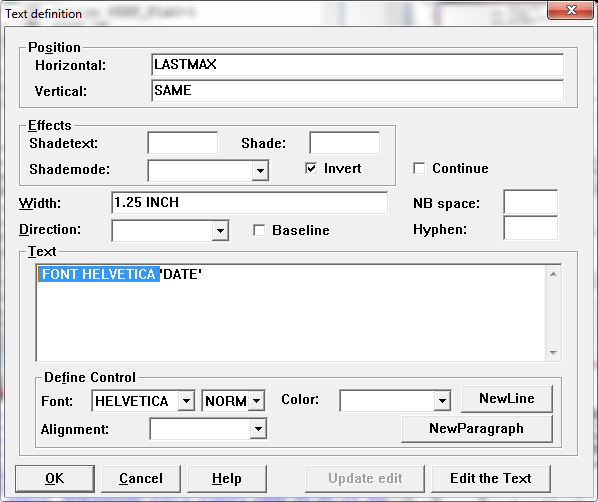 Text definition
Position
Horizontal: LASTMAX
Vertical: SAME
Effects
Shadetext: Shade:
Shademode: Invert Continue
Width: 1.25 INCH NB space:
Direction: Baseline Hyphen:
Text
FONT HELVETICA 'DATE'
Define Control
Font: HELVETICA NORM Color: NewLine
Alignment: NewParagraph
OK Cancel Help Update edit Edit the Text